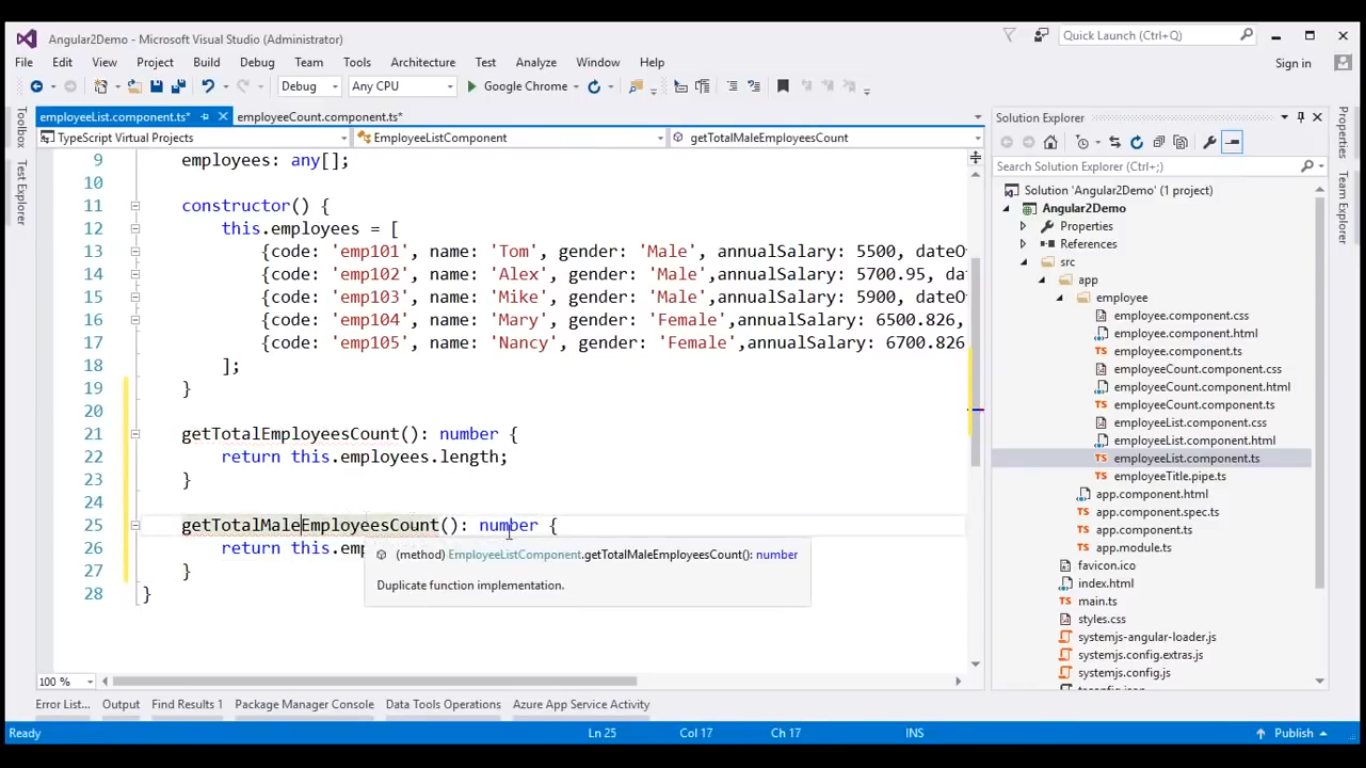 Angular2Demo - Microsoft Visual Studio (Administrator)
Quick Launch (Ctrl+Q)
File Edit View Project Build Debug Team Tools Architecture Test Analyze Window Help
Sign in
Debug Any CPU Google Chrome
employeeList.component.ts* employeeCount.component.ts*
TypeScript Virtual Projects EmployeeListComponent getTotalMaleEmployeesCount
Toolbox
Test Explorer
9 employees: any[];
10
11 constructor() {
12 this.employees = [
13 {code: 'emp101', name: 'Tom', gender: 'Male', annualSalary: 5500, dateO
14 {code: 'emp102', name: 'Alex', gender: 'Male',annualSalary: 5700.95, da
15 {code: 'emp103', name: 'Mike', gender: 'Male',annualSalary: 5900, dateO
16 {code: 'emp104', name: 'Mary', gender: 'Female',annualSalary: 6500.826,
17 {code: 'emp105', name: 'Nancy', gender: 'Female',annualSalary: 6700.826
18 ];
19 }
20
21 getTotalEmployeesCount(): number {
22 return this.employees.length;
23 }
24
25 getTotalMaleEmployeesCount(): number {
26 return this.emp
(method) EmployeeListComponent.getTotalMaleEmployeesCount(): number
Duplicate function implementation.
27 }
28 }
100 %
Solution Explorer
Search Solution Explorer (Ctrl+;)
Solution 'Angular2Demo' (1 project)
Angular2Demo
Properties
References
src
app
employee
employee.component.css
employee.component.html
employee.component.ts
employeeCount.component.css
employeeCount.component.html
employeeCount.component.ts
employeeList.component.css
employeeList.component.html
employeeList.component.ts
employeeTitle.pipe.ts
app.component.html
app.component.spec.ts
app.component.ts
app.module.ts
favicon.ico
index.html
main.ts
styles.css
systemjs-angular-loader.js
systemjs.config.extras.js
systemjs.config.js
Properties
Team Explorer
Error List... Output Find Results 1 Package Manager Console Data Tools Operations Azure App Service Activity
Ready Ln 25 Col 17 Ch 17 INS Publish